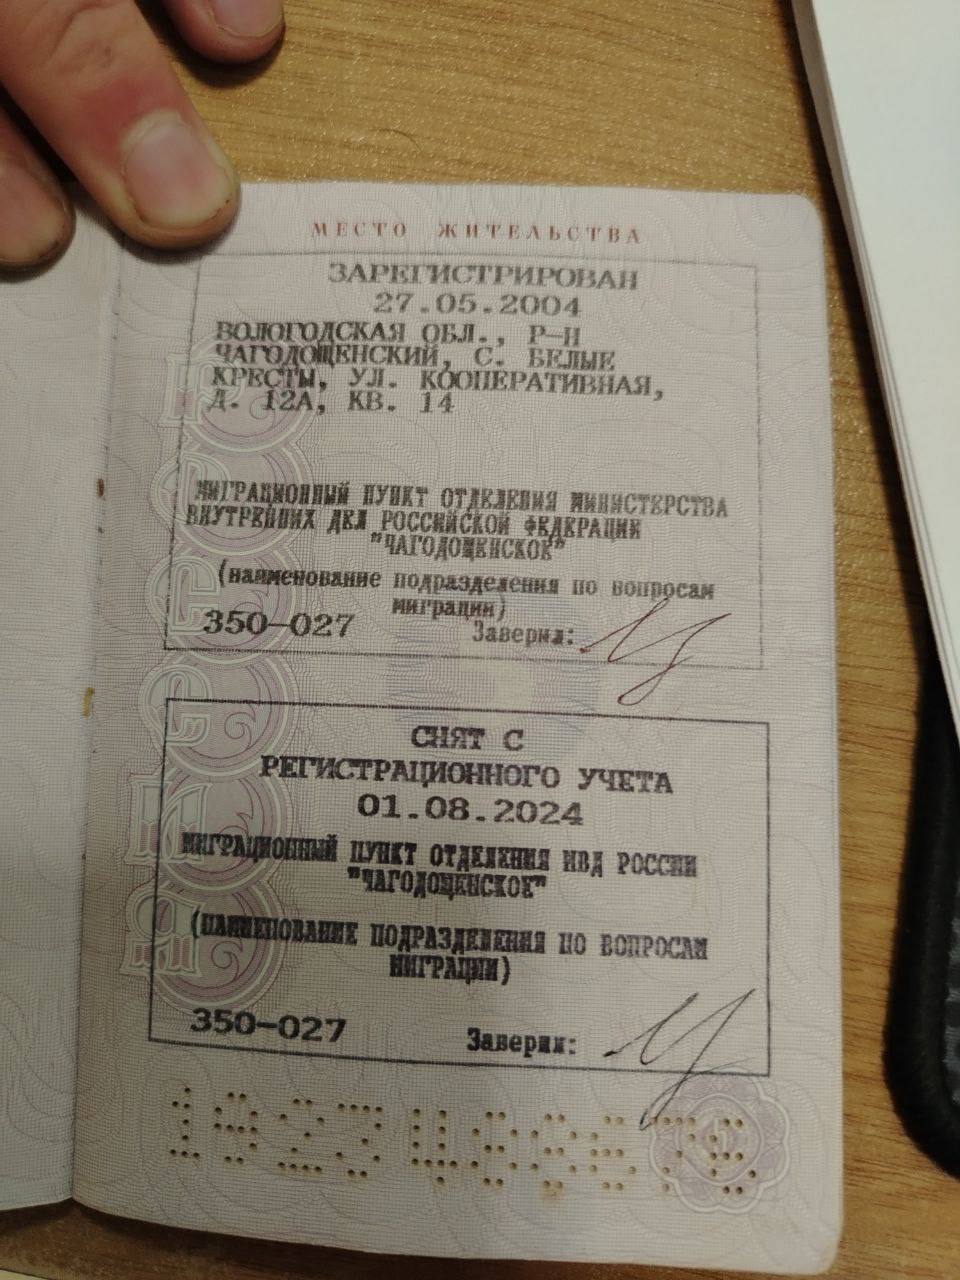 МЕСТО ЖИТЕЛЬСТВА
ЗАРЕГИСТРИРОВАН
27.05.2004
ВОЛОГОДСКАЯ ОБЛ., Р-Н
ЧАГОДОЩЕНСКИЙ, С. БЕЛЫЕ
КРЕСТЫ, УЛ. КООПЕРАТИВНАЯ,
Д. 12А, КВ. 14
МИГРАЦИОННЫЙ ПУНКТ ОТДЕЛЕНИЯ МИНИСТЕРСТВА
ВНУТРЕННИХ ДЕЛ РОССИЙСКОЙ ФЕДЕРАЦИИ
"ЧАГОДОЩЕНСКОЕ"
(наименование подразделения по вопросам
миграции)
350-027 Заверил:
СНЯТ С
РЕГИСТРАЦИОННОГО УЧЕТА
01.08.2024
МИГРАЦИОННЫЙ ПУНКТ ОТДЕЛЕНИЯ МВД РОССИИ
"ЧАГОДОЩЕНСКОЕ"
(НАИМЕНОВАНИЕ ПОДРАЗДЕЛЕНИЯ ПО ВОПРОСАМ
МИГРАЦИИ)
350-027 Заверил:
РОССИЯ